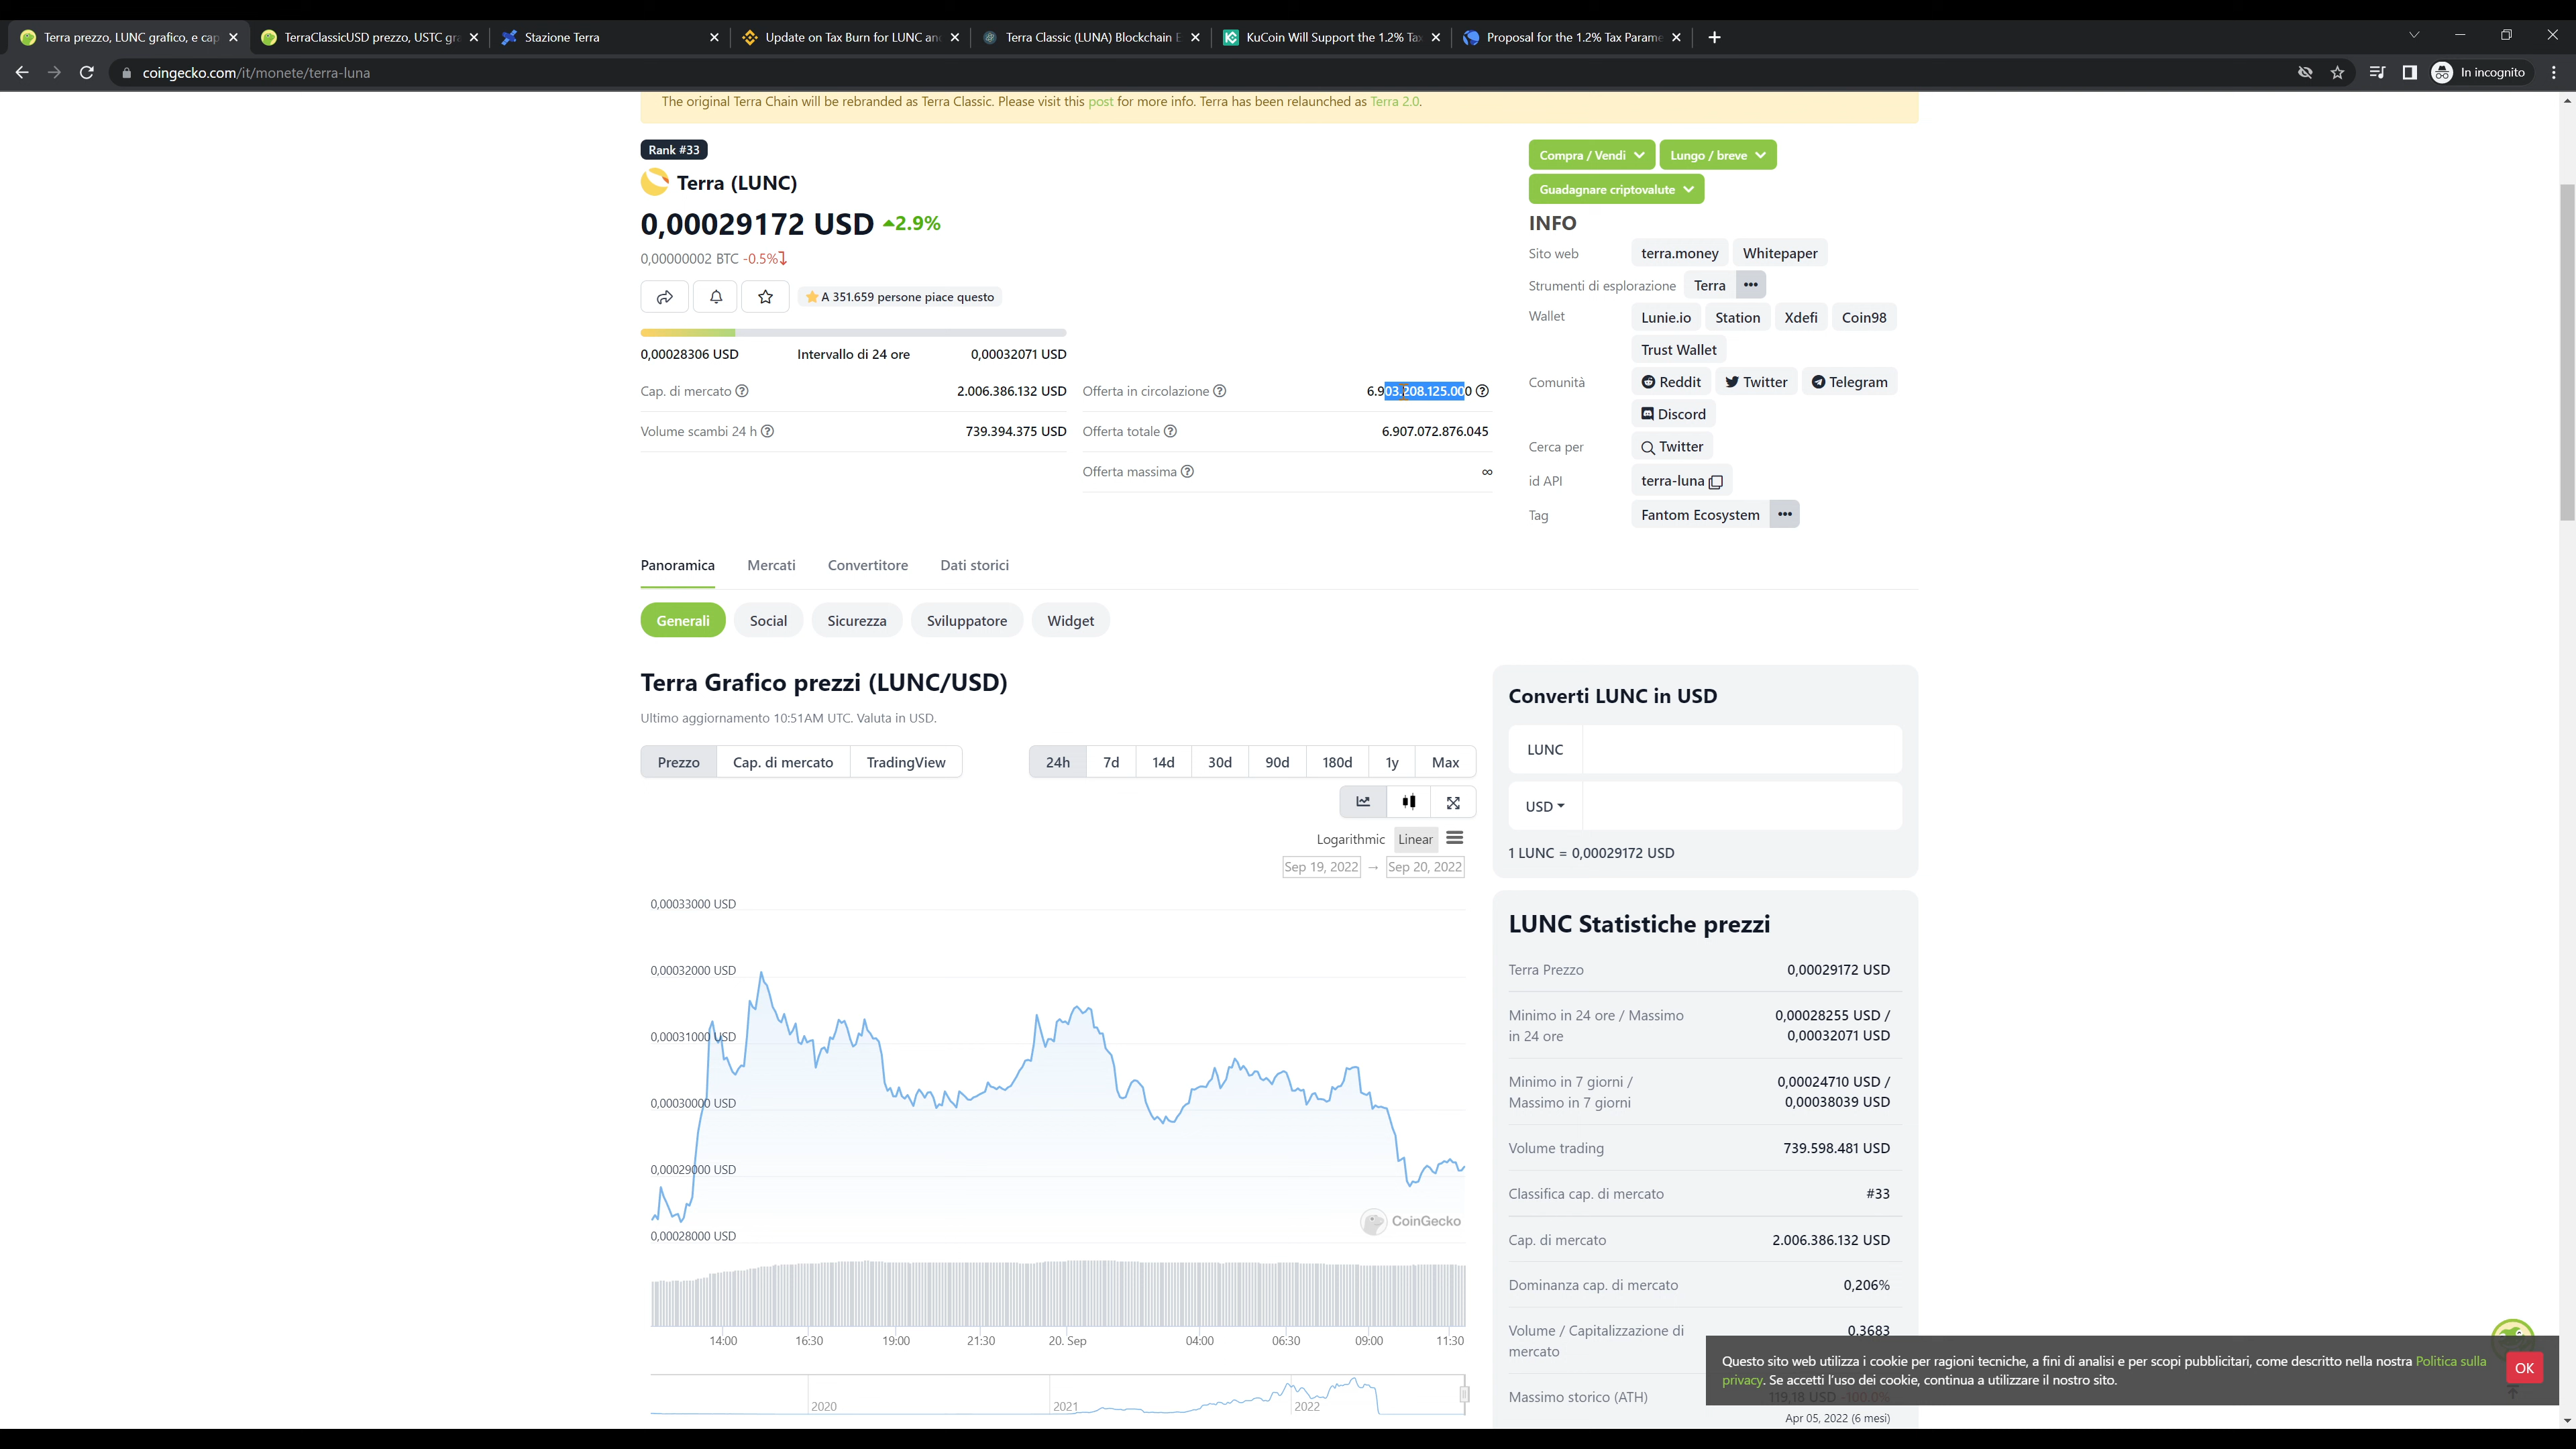 Terra prezzo, LUNC grafico, e cap
TerraClassicUSD prezzo, USTC gra
Stazione Terra
Update on Tax Burn for LUNC an
Terra Classic (LUNA) Blockchain E
KuCoin Will Support the 1.2% Tax
Proposal for the 1.2% Tax Parame
coingecko.com/it/monete/terra-luna
In incognito
The original Terra Chain will be rebranded as Terra Classic. Please visit this post for more info. Terra has been relaunched as Terra 2.0.
Rank #33
Terra (LUNC)
0,00029172 USD 2.9%
0,00000002 BTC -0.5%
A 351.659 persone piace questo
0,00028306 USD Intervallo di 24 ore 0,00032071 USD
Cap. di mercato 2.006.386.132 USD
Volume scambi 24 h 739.394.375 USD
Offerta in circolazione 6.903.208.125.000
Offerta totale 6.907.072.876.045
Offerta massima ∞
Compra / Vendi Lungo / breve
Guadagnare criptovalute
INFO
Sito web terra.money Whitepaper
Strumenti di esplorazione Terra •••
Wallet Lunie.io Station Xdefi Coin98
Trust Wallet
Comunità Reddit Twitter Telegram
Discord
Cerca per Twitter
id API terra-luna
Tag Fantom Ecosystem •••
Panoramica Mercati Convertitore Dati storici
Generali Social Sicurezza Sviluppatore Widget
Terra Grafico prezzi (LUNC/USD)
Ultimo aggiornamento 10:51AM UTC. Valuta in USD.
Prezzo Cap. di mercato TradingView
24h 7d 14d 30d 90d 180d 1y Max
Logarithmic Linear
Sep 19, 2022 → Sep 20, 2022
0,00033000 USD
0,00032000 USD
0,00031000 USD
0,00030000 USD
0,00029000 USD
0,00028000 USD
CoinGecko
14:00 16:30 19:00 21:30 20. Sep 04:00 06:30 09:00 11:30
2020 2021 2022
Converti LUNC in USD
LUNC
USD
1 LUNC = 0,00029172 USD
LUNC Statistiche prezzi
Terra Prezzo 0,00029172 USD
Minimo in 24 ore / Massimo 0,00028255 USD /
in 24 ore 0,00032071 USD
Minimo in 7 giorni / 0,00024710 USD /
Massimo in 7 giorni 0,00038039 USD
Volume trading 739.598.481 USD
Classifica cap. di mercato #33
Cap. di mercato 2.006.386.132 USD
Dominanza cap. di mercato 0,206%
Volume / Capitalizzazione di 0.3683
mercato
Massimo storico (ATH) 119,18 USD -100.0%
Apr 05, 2022 (6 mesi)
Questo sito web utilizza i cookie per ragioni tecniche, a fini di analisi e per scopi pubblicitari, come descritto nella nostra Politica sulla
privacy. Se accetti l'uso dei cookie, continua a utilizzare il nostro sito.
OK